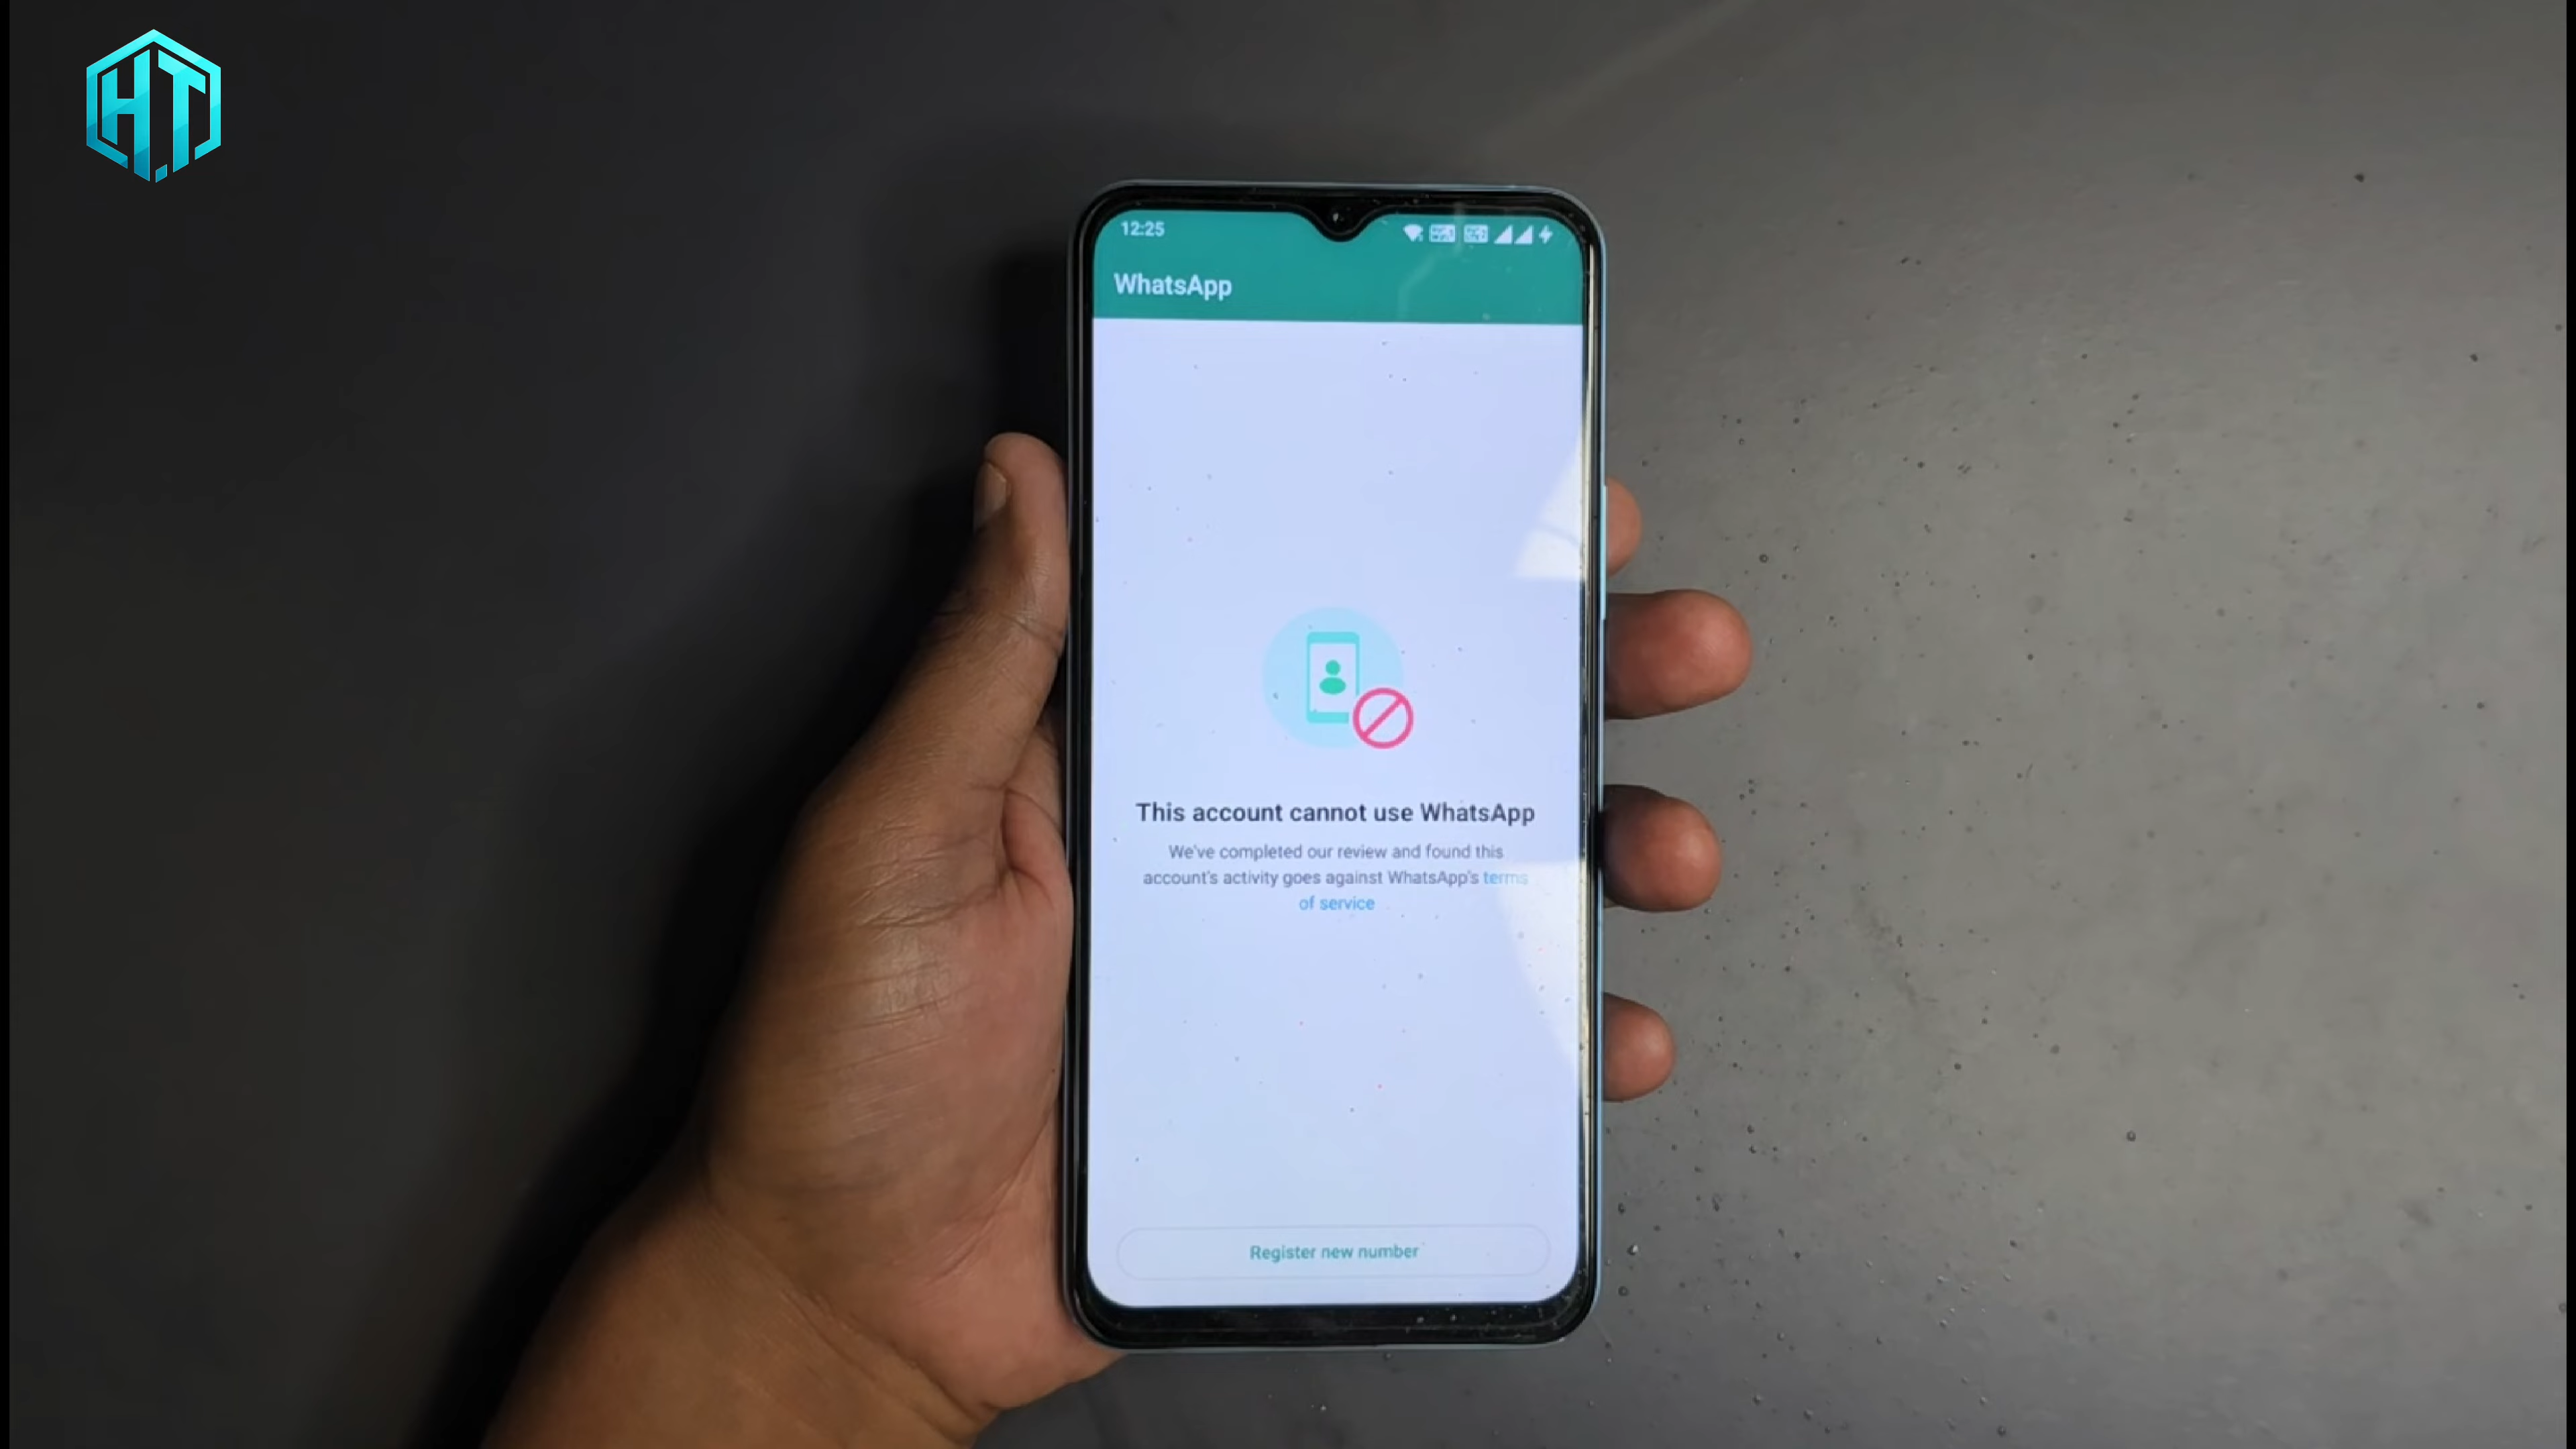 HT
12:25
WhatsApp
This account cannot use WhatsApp
We've completed our review and found this
account's activity goes against WhatsApp's terms
of service
Register new number